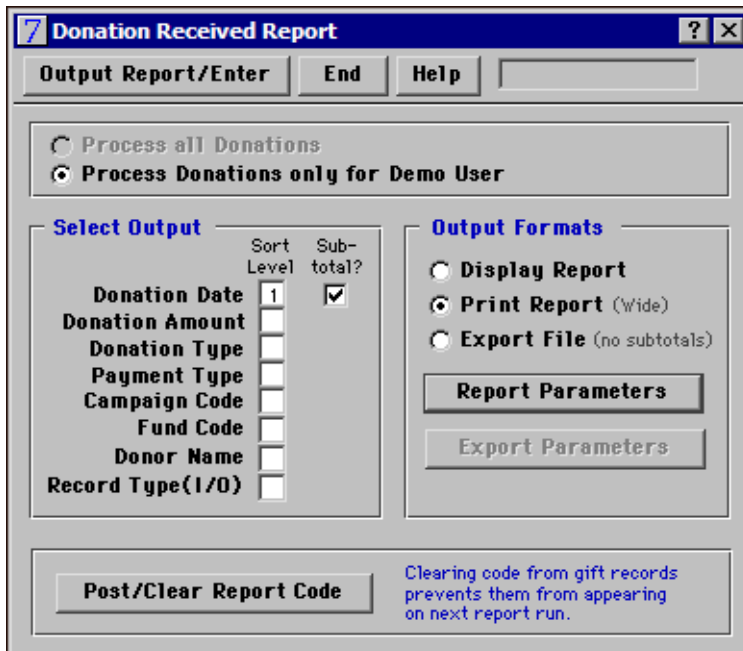 7 Donation Received Report ? X
Output Report/Enter End Help
Process all Donations
Process Donations only for Demo User
Select Output
Sort Level Sub-total?
Donation Date 1
Donation Amount
Donation Type
Payment Type
Campaign Code
Fund Code
Donor Name
Record Type(I/O)
Output Formats
Display Report
Print Report (Wide)
Export File (no subtotals)
Report Parameters
Export Parameters
Post/Clear Report Code
Clearing code from gift records
prevents them from appearing
on next report run.